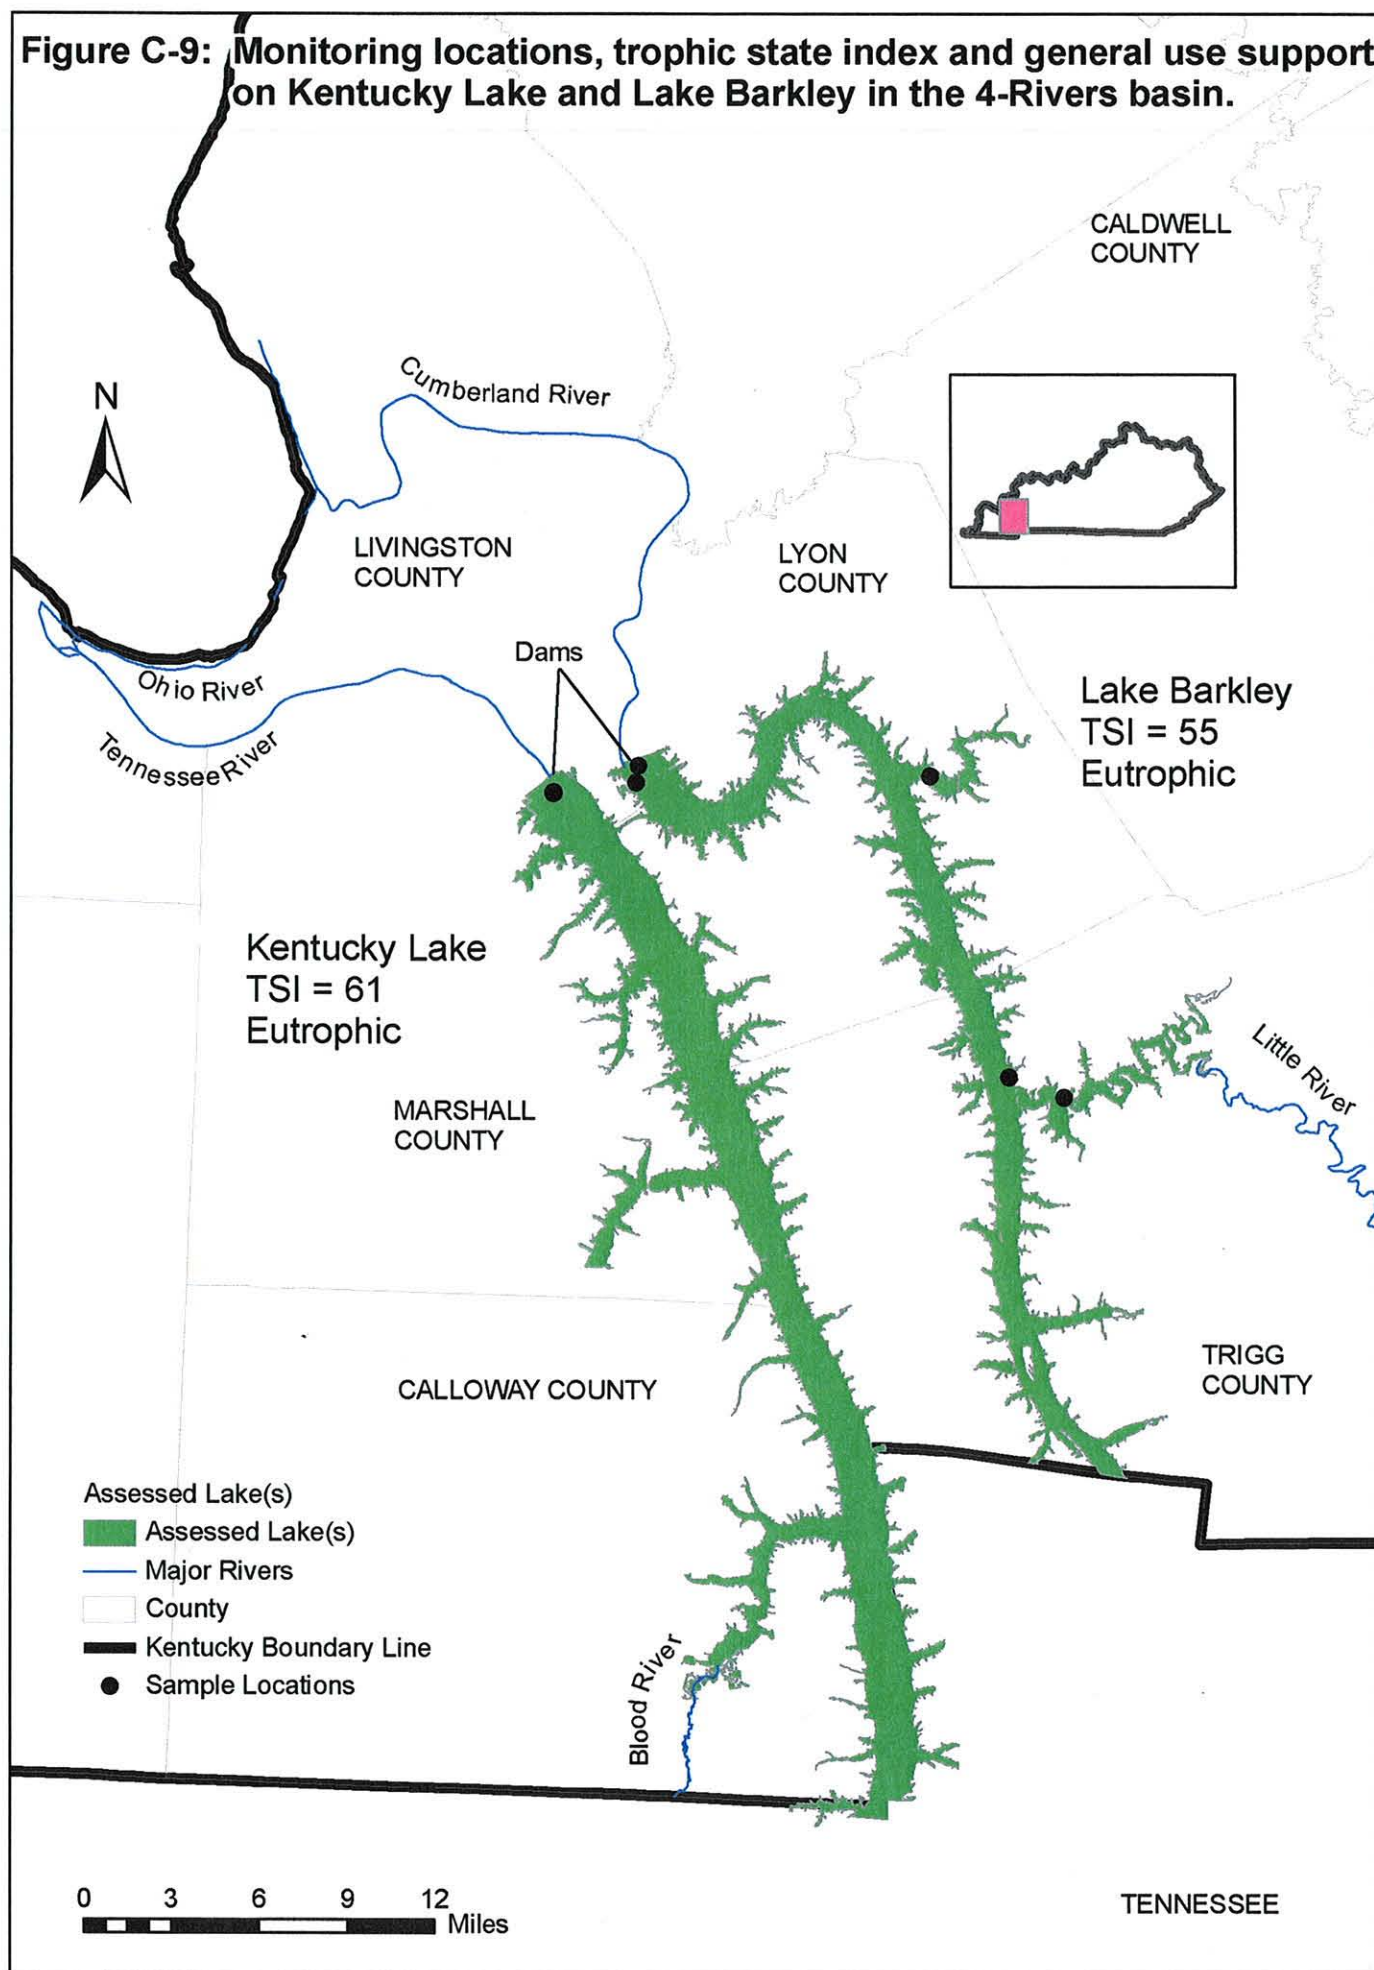 Figure C-9: Monitoring locations, trophic state index and general use support
on Kentucky Lake and Lake Barkley in the 4-Rivers basin.
CALDWELL
COUNTY
N
Cumberland River
LIVINGSTON
COUNTY
LYON
COUNTY
Dams
Ohio River
Tennessee River
Lake Barkley
TSI = 55
Eutrophic
Kentucky Lake
TSI = 61
Eutrophic
Little River
MARSHALL
COUNTY
TRIGG
COUNTY
CALLOWAY COUNTY
Assessed Lake(s)
Assessed Lake(s)
Major Rivers
County
Kentucky Boundary Line
Sample Locations
Blood River
0 3 6 9 12
Miles
TENNESSEE